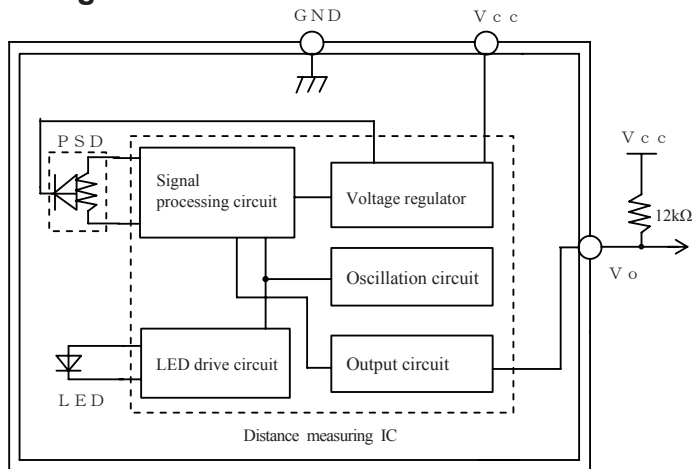 GND
Vcc
PSD
Signal
processing circuit
Voltage regulator
Vcc
12kΩ
Oscillation circuit
Vo
LED drive circuit
Output circuit
LED
Distance measuring IC